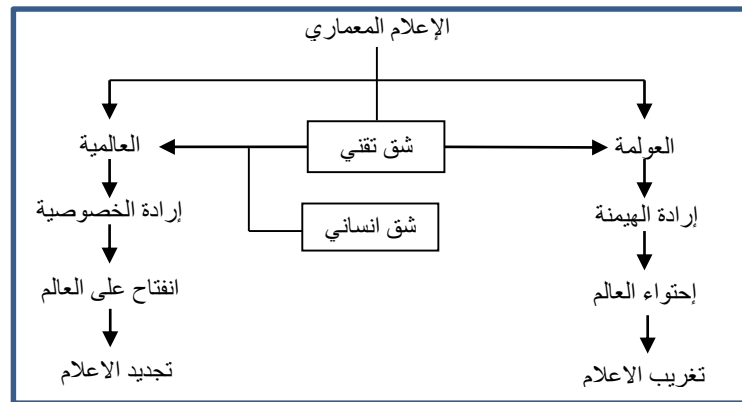 الإعلام المعماري
العولمة
شق تقني
العالمية
إرادة الهيمنة
شق انساني
إرادة الخصوصية
إحتواء العالم
انفتاح على العالم
تغريب الاعلام
تجديد الاعلام